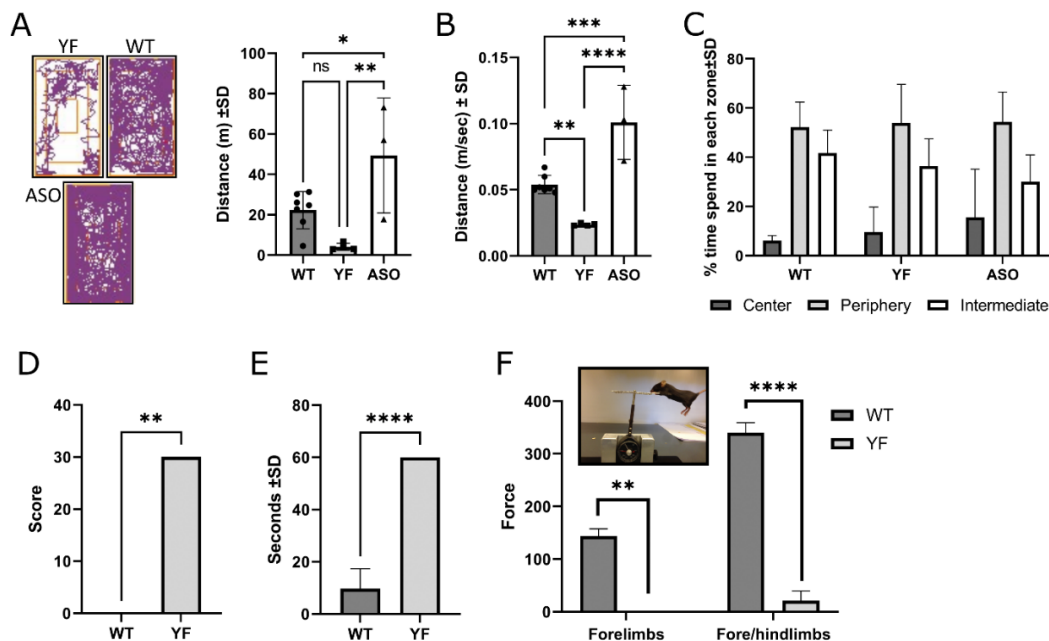 A
YF
WT
ASO
Distance (m) ±SD
100
80
60
40
20
0
*
ns
**
WT
YF
ASO
B
Distance (m/sec) ± SD
0.15
0.10
0.05
0.00
***
****
**
WT
YF
ASO
C
% time spend in each zone±SD
80
60
40
20
0
WT
YF
ASO
Center
Periphery
Intermediate
D
Score
40
30
20
10
0
**
WT
YF
E
Seconds ±SD
80
60
40
20
0
****
WT
YF
F
Force
400
300
200
100
0
**
****
WT
YF
Forelimbs
Fore/hindlimbs